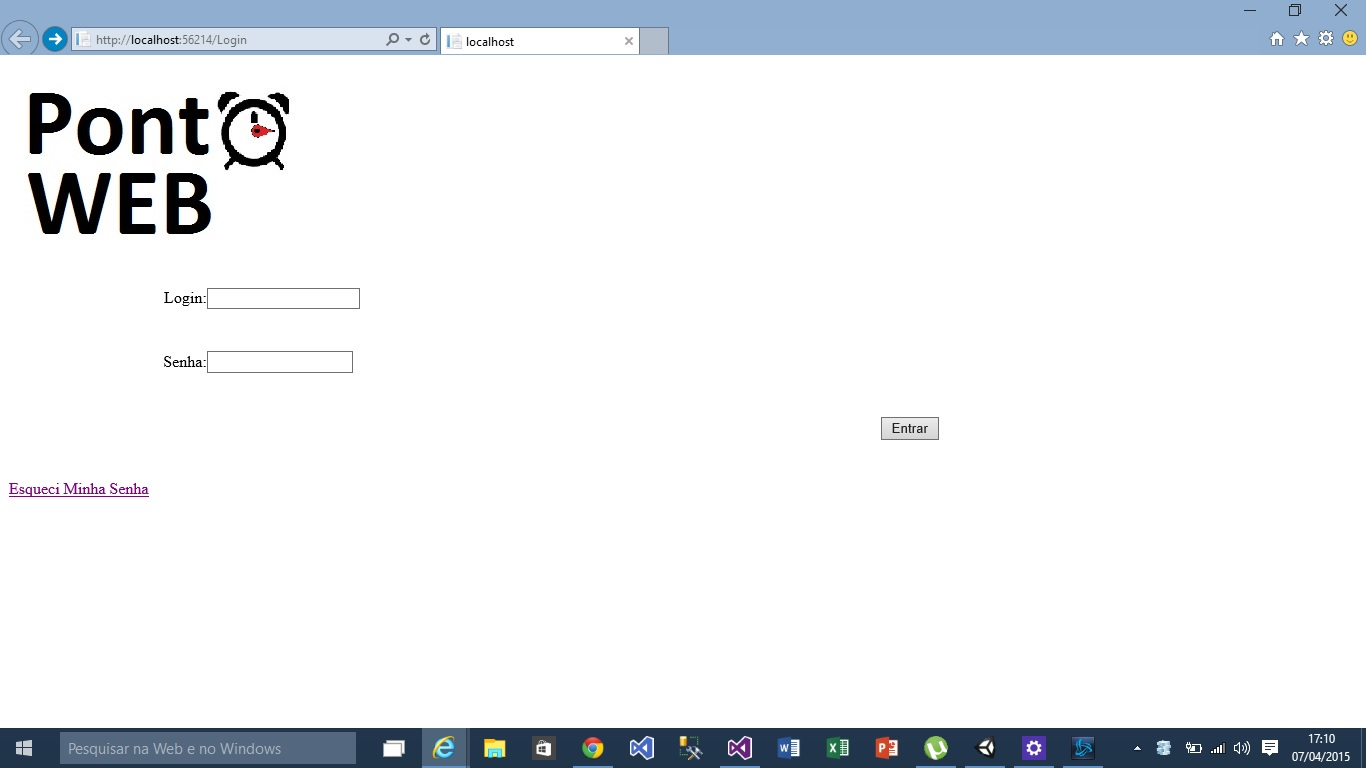 http://localhost:56214/Login
localhost
Pont
WEB
Login:
Senha:
Entrar
Esqueci Minha Senha
Pesquisar na Web e no Windows
17:10
07/04/2015